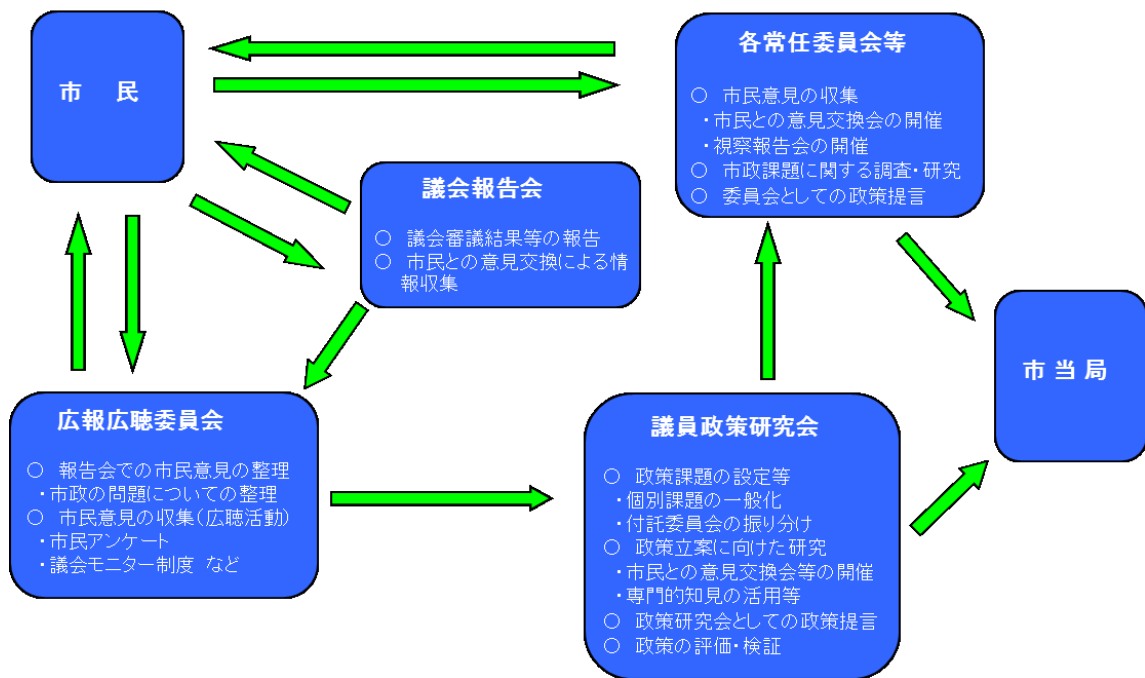 市 民
各常任委員会等
○ 市民意見の収集
・市民との意見交換会の開催
・視察報告会の開催
○ 市政課題に関する調査・研究
○ 委員会としての政策提言
議会報告会
○ 議会審議結果等の報告
○ 市民との意見交換による情
報収集
市当局
広報広聴委員会
○ 報告会での市民意見の整理
・市政の問題についての整理
○ 市民意見の収集(広聴活動)
・市民アンケート
・議会モニター制度 など
議員政策研究会
○ 政策課題の設定等
・個別課題の一般化
・付託委員会の振り分け
○ 政策立案に向けた研究
・市民との意見交換会等の開催
・専門的知見の活用等
○ 政策研究会としての政策提言
○ 政策の評価・検証